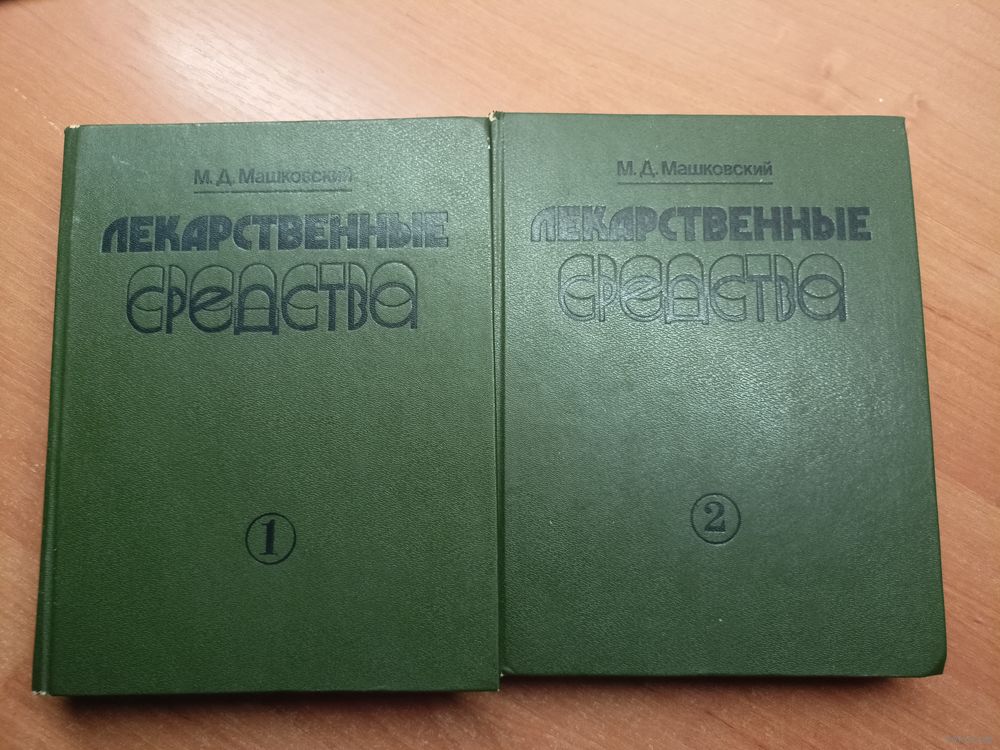 М. Д. Машковский
ЛЕКАРСТВЕННЫЕ
СРЕДСТВА
1
М. Д. Машковский
ЛЕКАРСТВЕННЫЕ
СРЕДСТВА
2